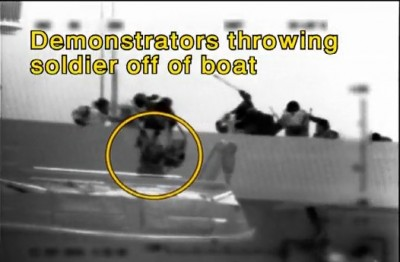 Demonstrators throwing
soldier off of boat